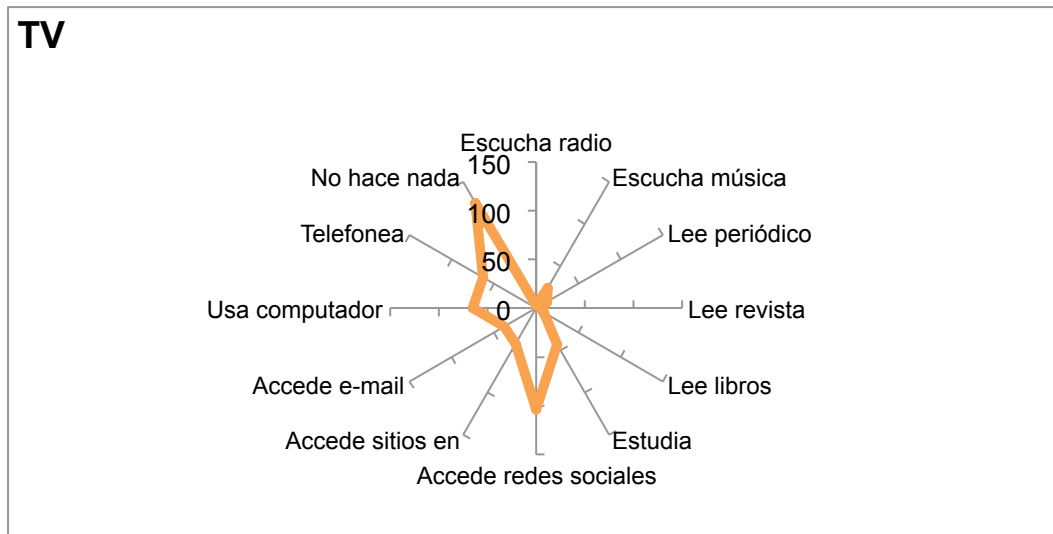 TV
Escucha radio
150
No hace nada
Escucha música
100
Telefonea
Lee periódico
50
Usa computador
0
Lee revista
Accede e-mail
Lee libros
Accede sitios en
Estudia
Accede redes sociales